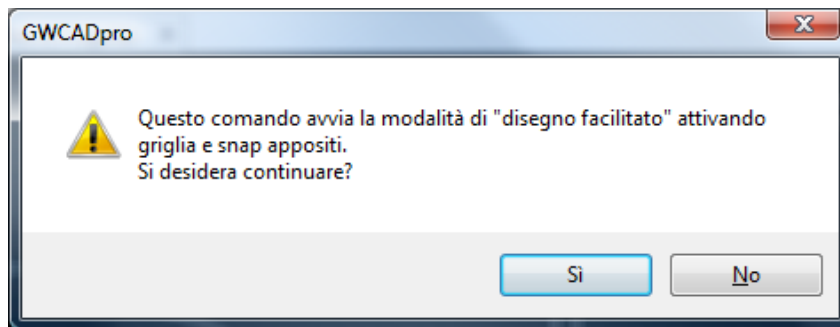 GWCADpro
Questo comando avvia la modalità di "disegno facilitato" attivando
griglia e snap appositi.
Si desidera continuare?
Sì
No